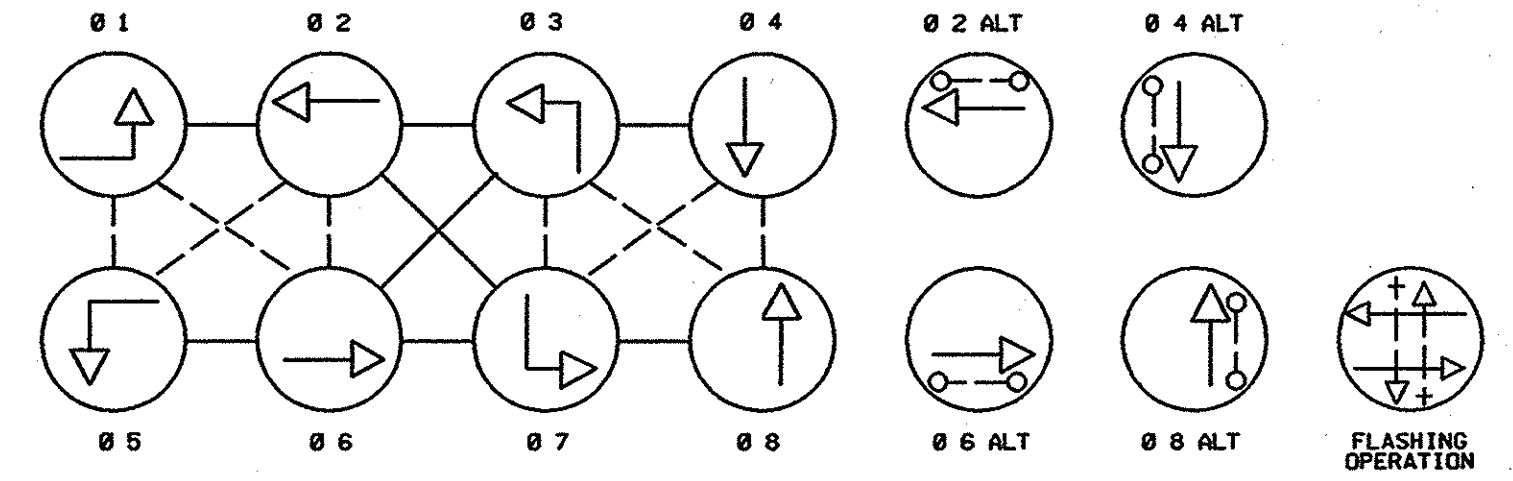 Ø 1
Ø 2
Ø 3
Ø 4
Ø 2 ALT
Ø 4 ALT
Ø 5
Ø 6
Ø 7
Ø 8
Ø 6 ALT
Ø 8 ALT
FLASHING
OPERATION